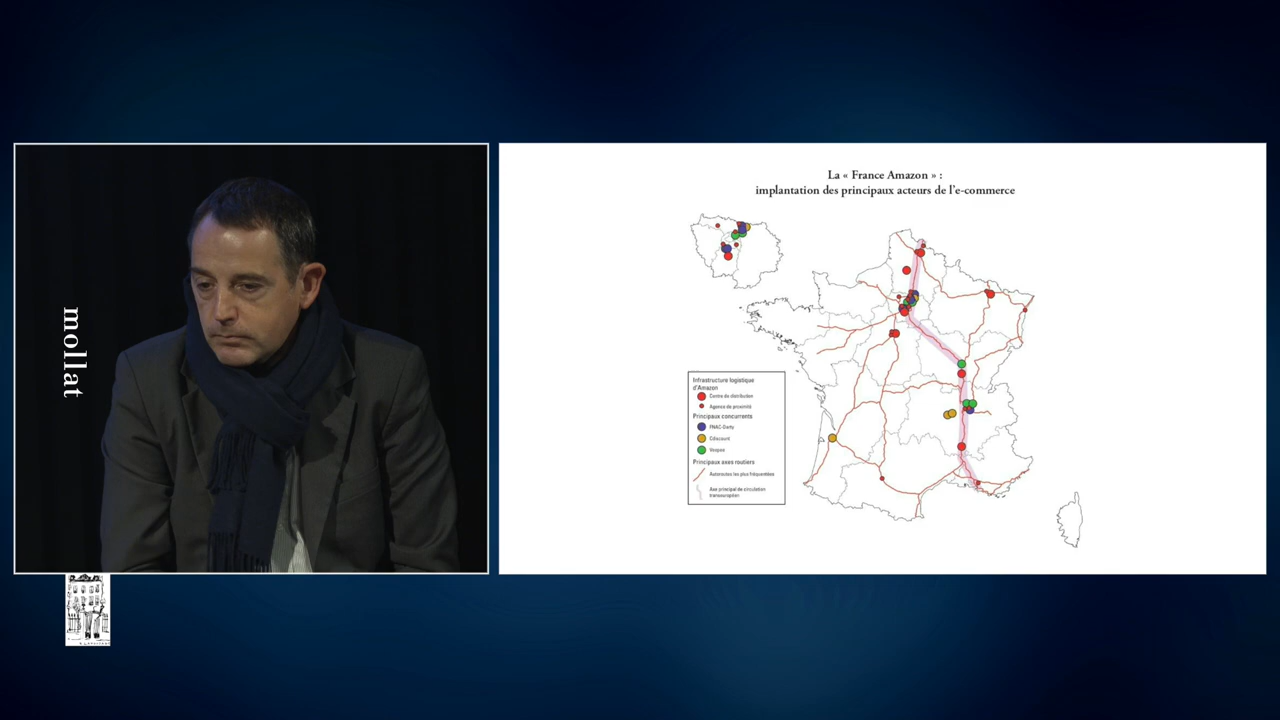 mollat
La « France Amazon » :
implantation des principaux acteurs de l'e-commerce
Infrastructure logistique
d'Amazon
Centre de distribution
Agence de proximité
Principaux concurrents
FNAC-Darty
Cdiscount
Veepee
Principaux axes routiers
Autoroutes les plus fréquentées
Axe principal de circulation
transeuropéen